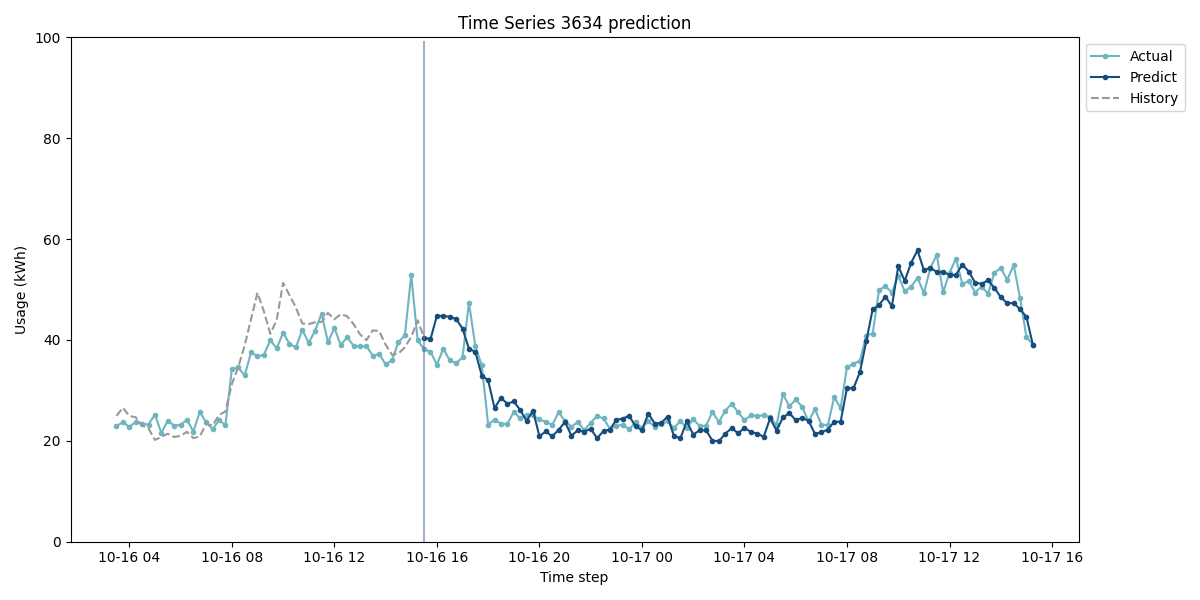 Time Series 3634 prediction
Usage (kWh)
100
80
60
40
20
0
10-16 04
10-16 08
10-16 12
10-16 16
10-16 20
10-17 00
10-17 04
10-17 08
10-17 12
10-17 16
Time step
Actual
Predict
History